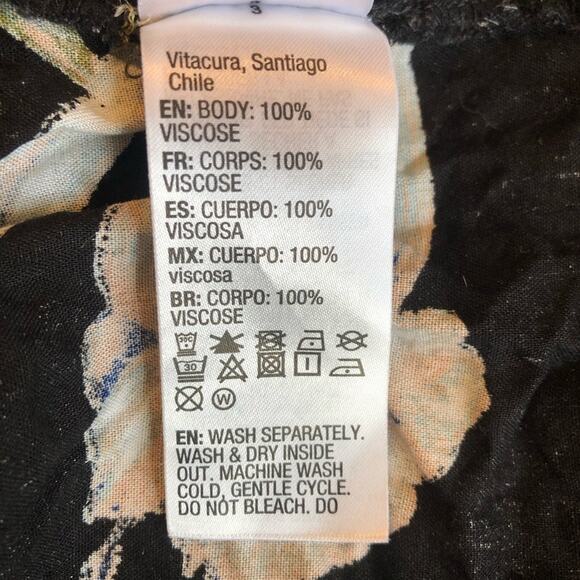 Vitacura, Santiago
Chile
EN: BODY: 100%
VISCOSE
FR: CORPS: 100%
VISCOSE
ES: CUERPO: 100%
VISCOSA
MX: CUERPO: 100%
viscosa
BR: CORPO: 100%
VISCOSE
30
W
EN: WASH SEPARATELY.
WASH & DRY INSIDE
OUT. MACHINE WASH
COLD, GENTLE CYCLE.
DO NOT BLEACH. DO